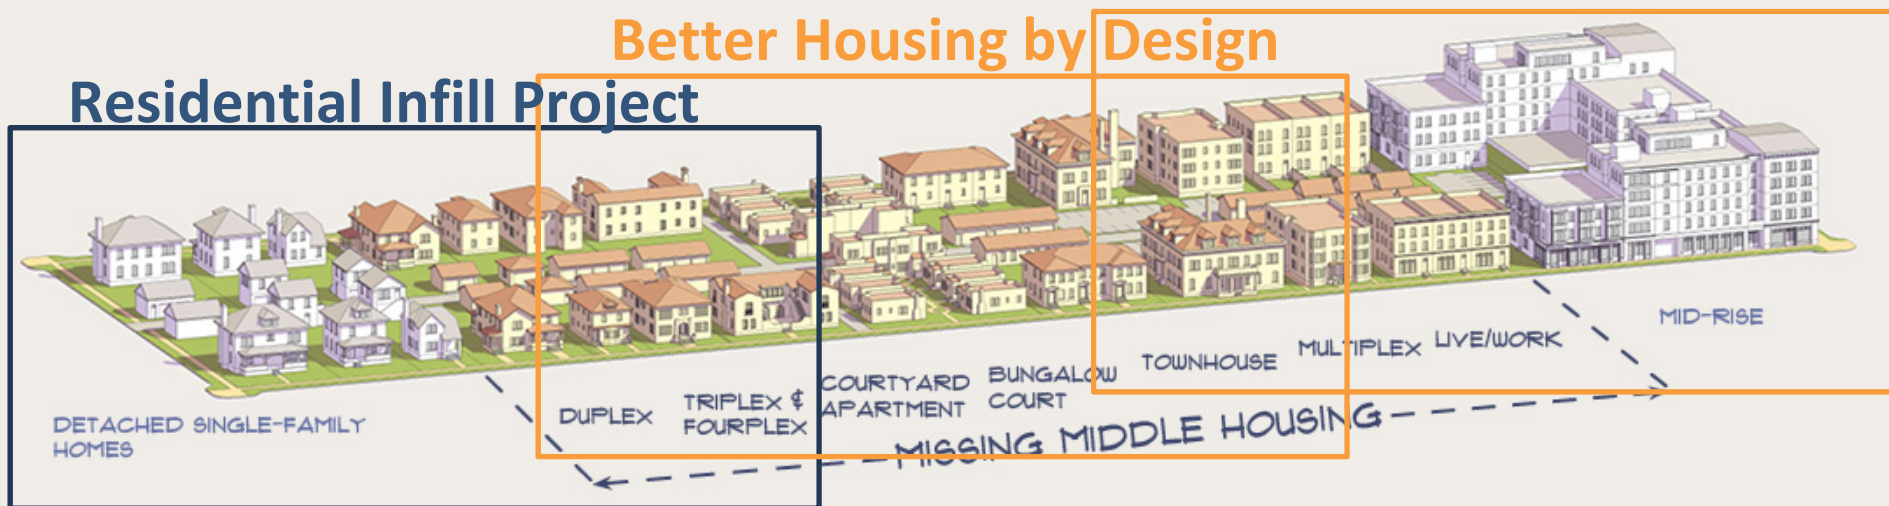 Better Housing by Design
Residential Infill Project
DETACHED SINGLE-FAMILY
HOMES
DUPLEX
TRIPLEX &
FOURPLEX
COURTYARD
APARTMENT
BUNGALOW
COURT
TOWNHOUSE
MULTIPLEX
LIVE/WORK
MID-RISE
MISSING MIDDLE HOUSING